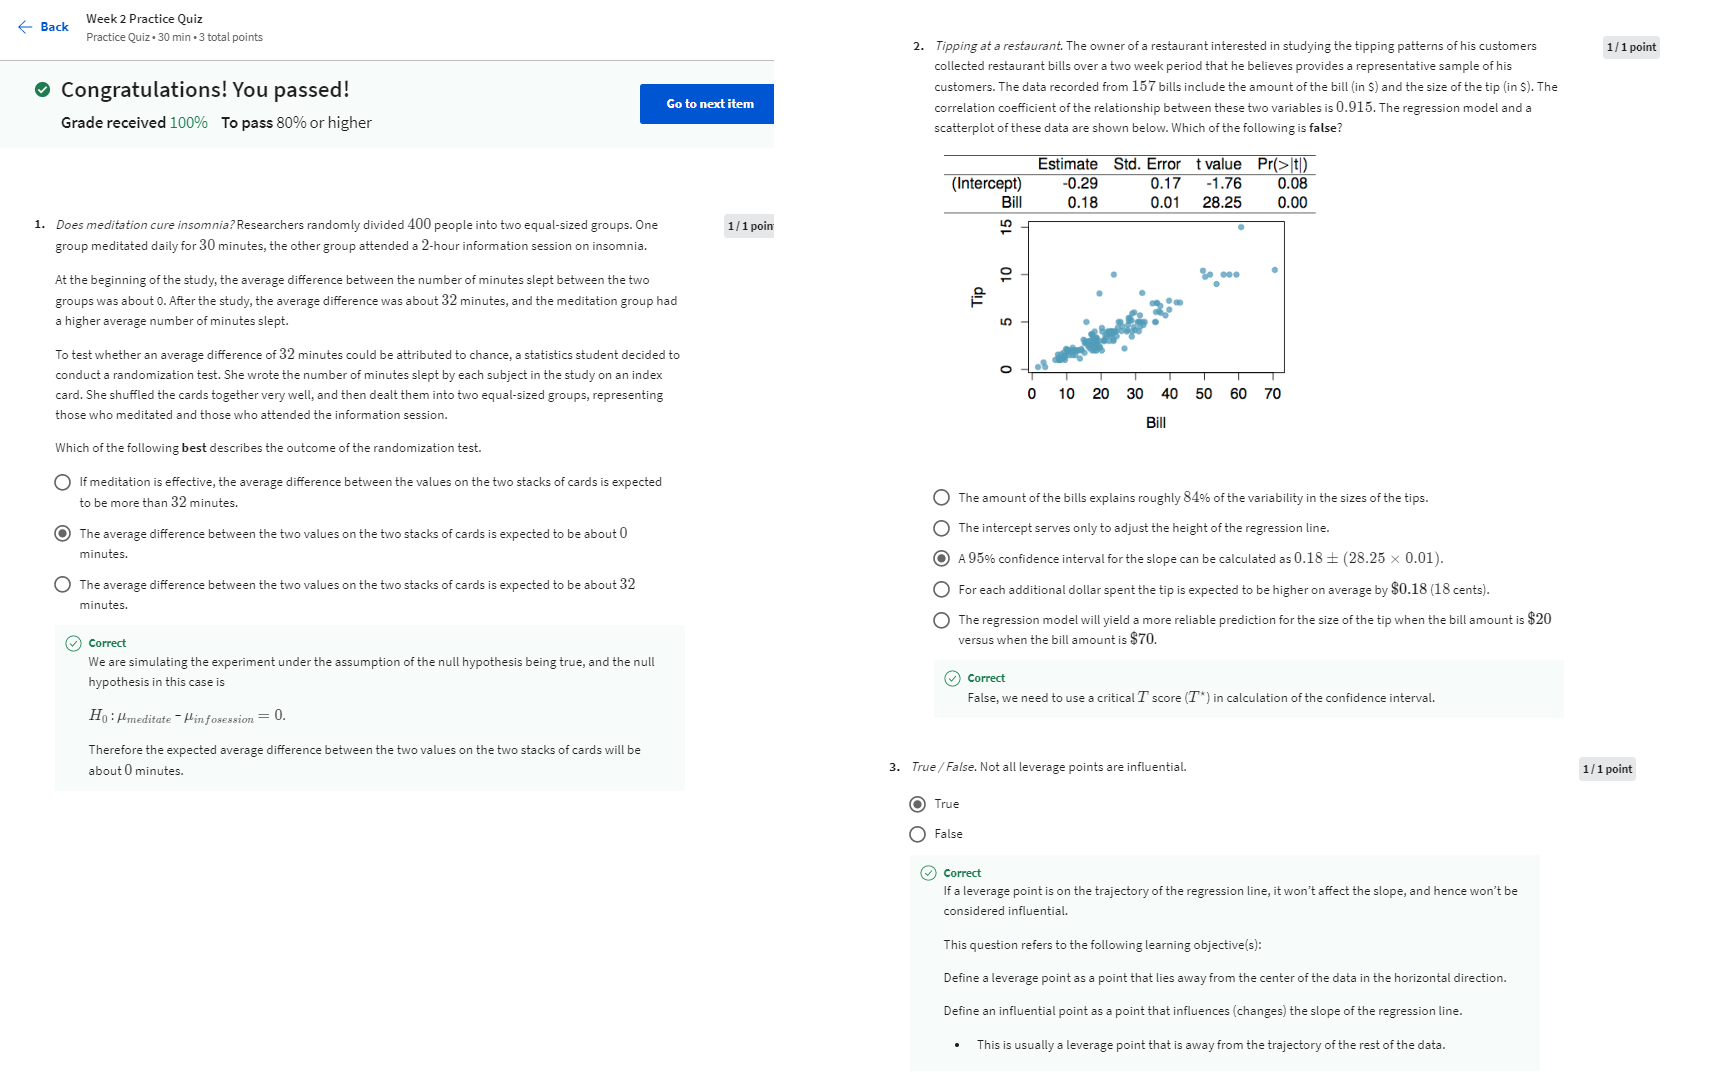 Back
Week 2 Practice Quiz
Practice Quiz • 30 min • 3 total points
Congratulations! You passed!
Grade received 100% To pass 80% or higher
Go to next item
1. Does meditation cure insomnia? Researchers randomly divided 400 people into two equal-sized groups. One
group meditated daily for 30 minutes, the other group attended a 2-hour information session on insomnia.
1 / 1 poin
At the beginning of the study, the average difference between the number of minutes slept between the two
groups was about 0. After the study, the average difference was about 32 minutes, and the meditation group had
a higher average number of minutes slept.
To test whether an average difference of 32 minutes could be attributed to chance, a statistics student decided to
conduct a randomization test. She wrote the number of minutes slept by each subject in the study on an index
card. She shuffled the cards together very well, and then dealt them into two equal-sized groups, representing
those who meditated and those who attended the information session.
Which of the following best describes the outcome of the randomization test.
If meditation is effective, the average difference between the values on the two stacks of cards is expected
to be more than 32 minutes.
The average difference between the two values on the two stacks of cards is expected to be about 0
minutes.
The average difference between the two values on the two stacks of cards is expected to be about 32
minutes.
Correct
We are simulating the experiment under the assumption of the null hypothesis being true, and the null
hypothesis in this case is
H0 : μmeditate - μinfosession = 0.
Therefore the expected average difference between the two values on the two stacks of cards will be
about 0 minutes.
2. Tipping at a restaurant. The owner of a restaurant interested in studying the tipping patterns of his customers
collected restaurant bills over a two week period that he believes provides a representative sample of his
customers. The data recorded from 157 bills include the amount of the bill (in $) and the size of the tip (in $). The
correlation coefficient of the relationship between these two variables is 0.915. The regression model and a
scatterplot of these data are shown below. Which of the following is false?
1 / 1 point
Estimate Std. Error t value Pr(>|t|)
(Intercept) -0.29 0.17 -1.76 0.08
Bill 0.18 0.01 28.25 0.00
15
10
5
0
Tip
0 10 20 30 40 50 60 70
Bill
The amount of the bills explains roughly 84% of the variability in the sizes of the tips.
The intercept serves only to adjust the height of the regression line.
A 95% confidence interval for the slope can be calculated as 0.18 ± (28.25 × 0.01).
For each additional dollar spent the tip is expected to be higher on average by $0.18 (18 cents).
The regression model will yield a more reliable prediction for the size of the tip when the bill amount is $20
versus when the bill amount is $70.
Correct
False, we need to use a critical T score (T*) in calculation of the confidence interval.
3. True / False. Not all leverage points are influential.
1 / 1 point
True
False
Correct
If a leverage point is on the trajectory of the regression line, it won't affect the slope, and hence won't be
considered influential.
This question refers to the following learning objective(s):
Define a leverage point as a point that lies away from the center of the data in the horizontal direction.
Define an influential point as a point that influences (changes) the slope of the regression line.
• This is usually a leverage point that is away from the trajectory of the rest of the data.